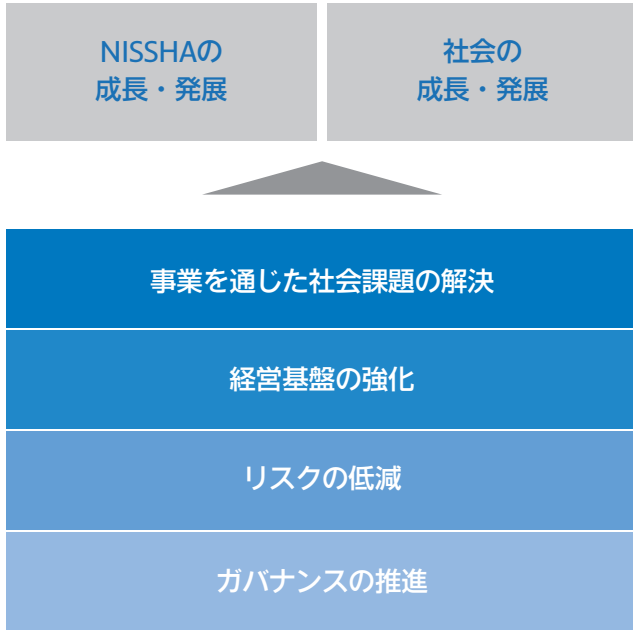 NISSHAの
成長・発展
社会の
成長・発展
事業を通じた社会課題の解決
経営基盤の強化
リスクの低減
ガバナンスの推進